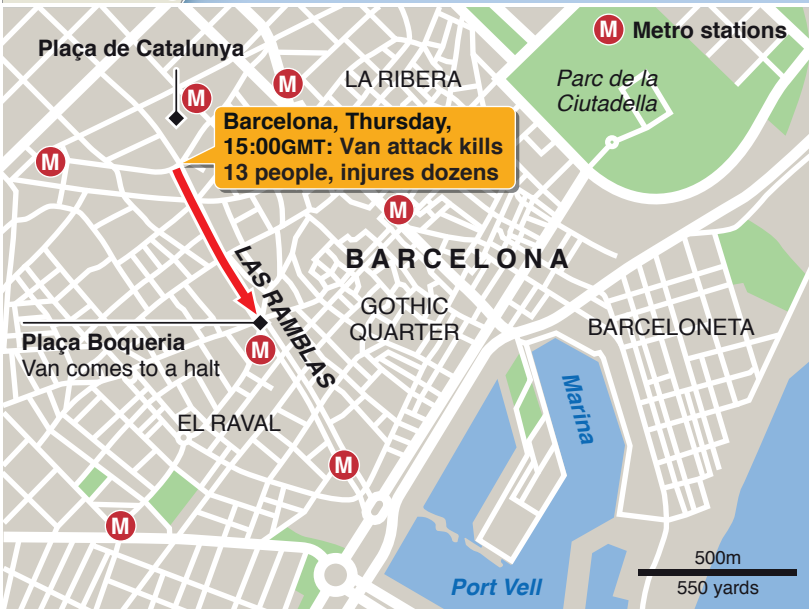 M Metro stations
Plaça de Catalunya
M
M
LA RIBERA
Parc de la
Ciutadella
Barcelona, Thursday,
15:00GMT: Van attack kills
13 people, injures dozens
M
M
BARCELONA
LAS RAMBLAS
GOTHIC
QUARTER
BARCELONETA
Plaça Boqueria
Van comes to a halt
M
Marina
EL RAVAL
M
M
500m
550 yards
Port Vell